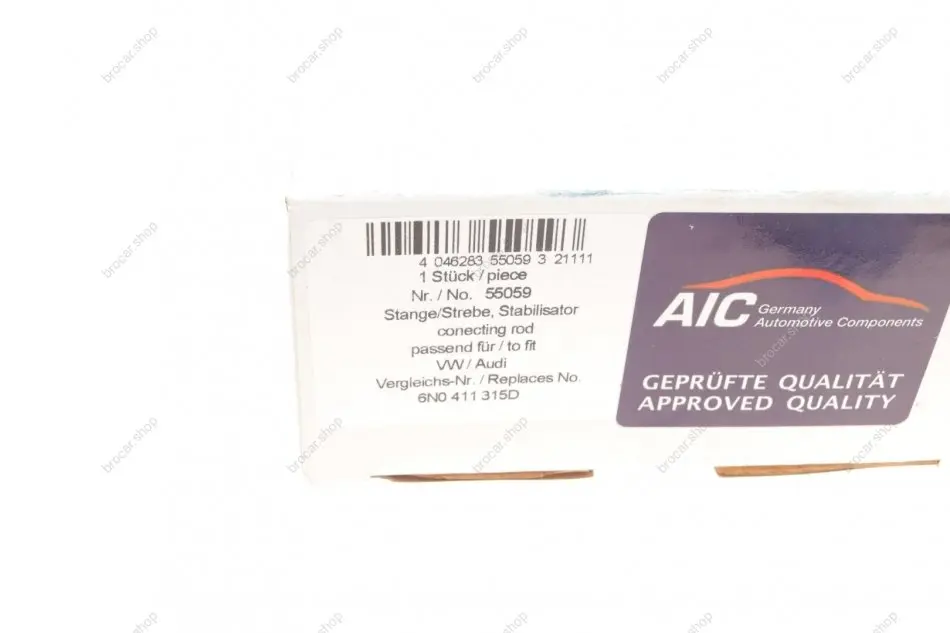 4 046283 55059 3 21111
1 Stück / piece
Nr. / No. 55059
Stange/Strebe, Stabilisator
conecting rod
passend für / to fit
VW / Audi
Vergleichs-Nr. / Replaces No.
6N0 411 315D
AIC Germany
Automotive Components
GEPRÜFTE QUALITÄT
APPROVED QUALITY
brocar.shop